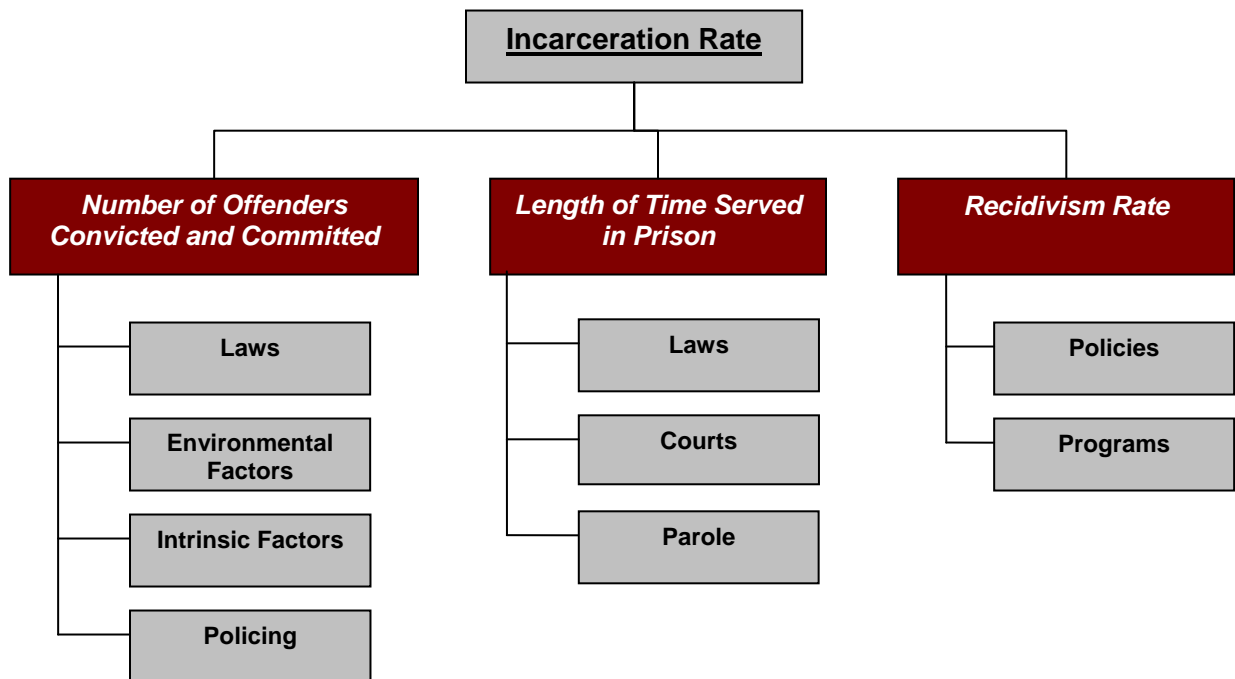 Incarceration Rate
Number of Offenders
Convicted and Committed
Laws
Environmental
Factors
Intrinsic Factors
Policing
Length of Time Served
in Prison
Laws
Courts
Parole
Recidivism Rate
Policies
Programs